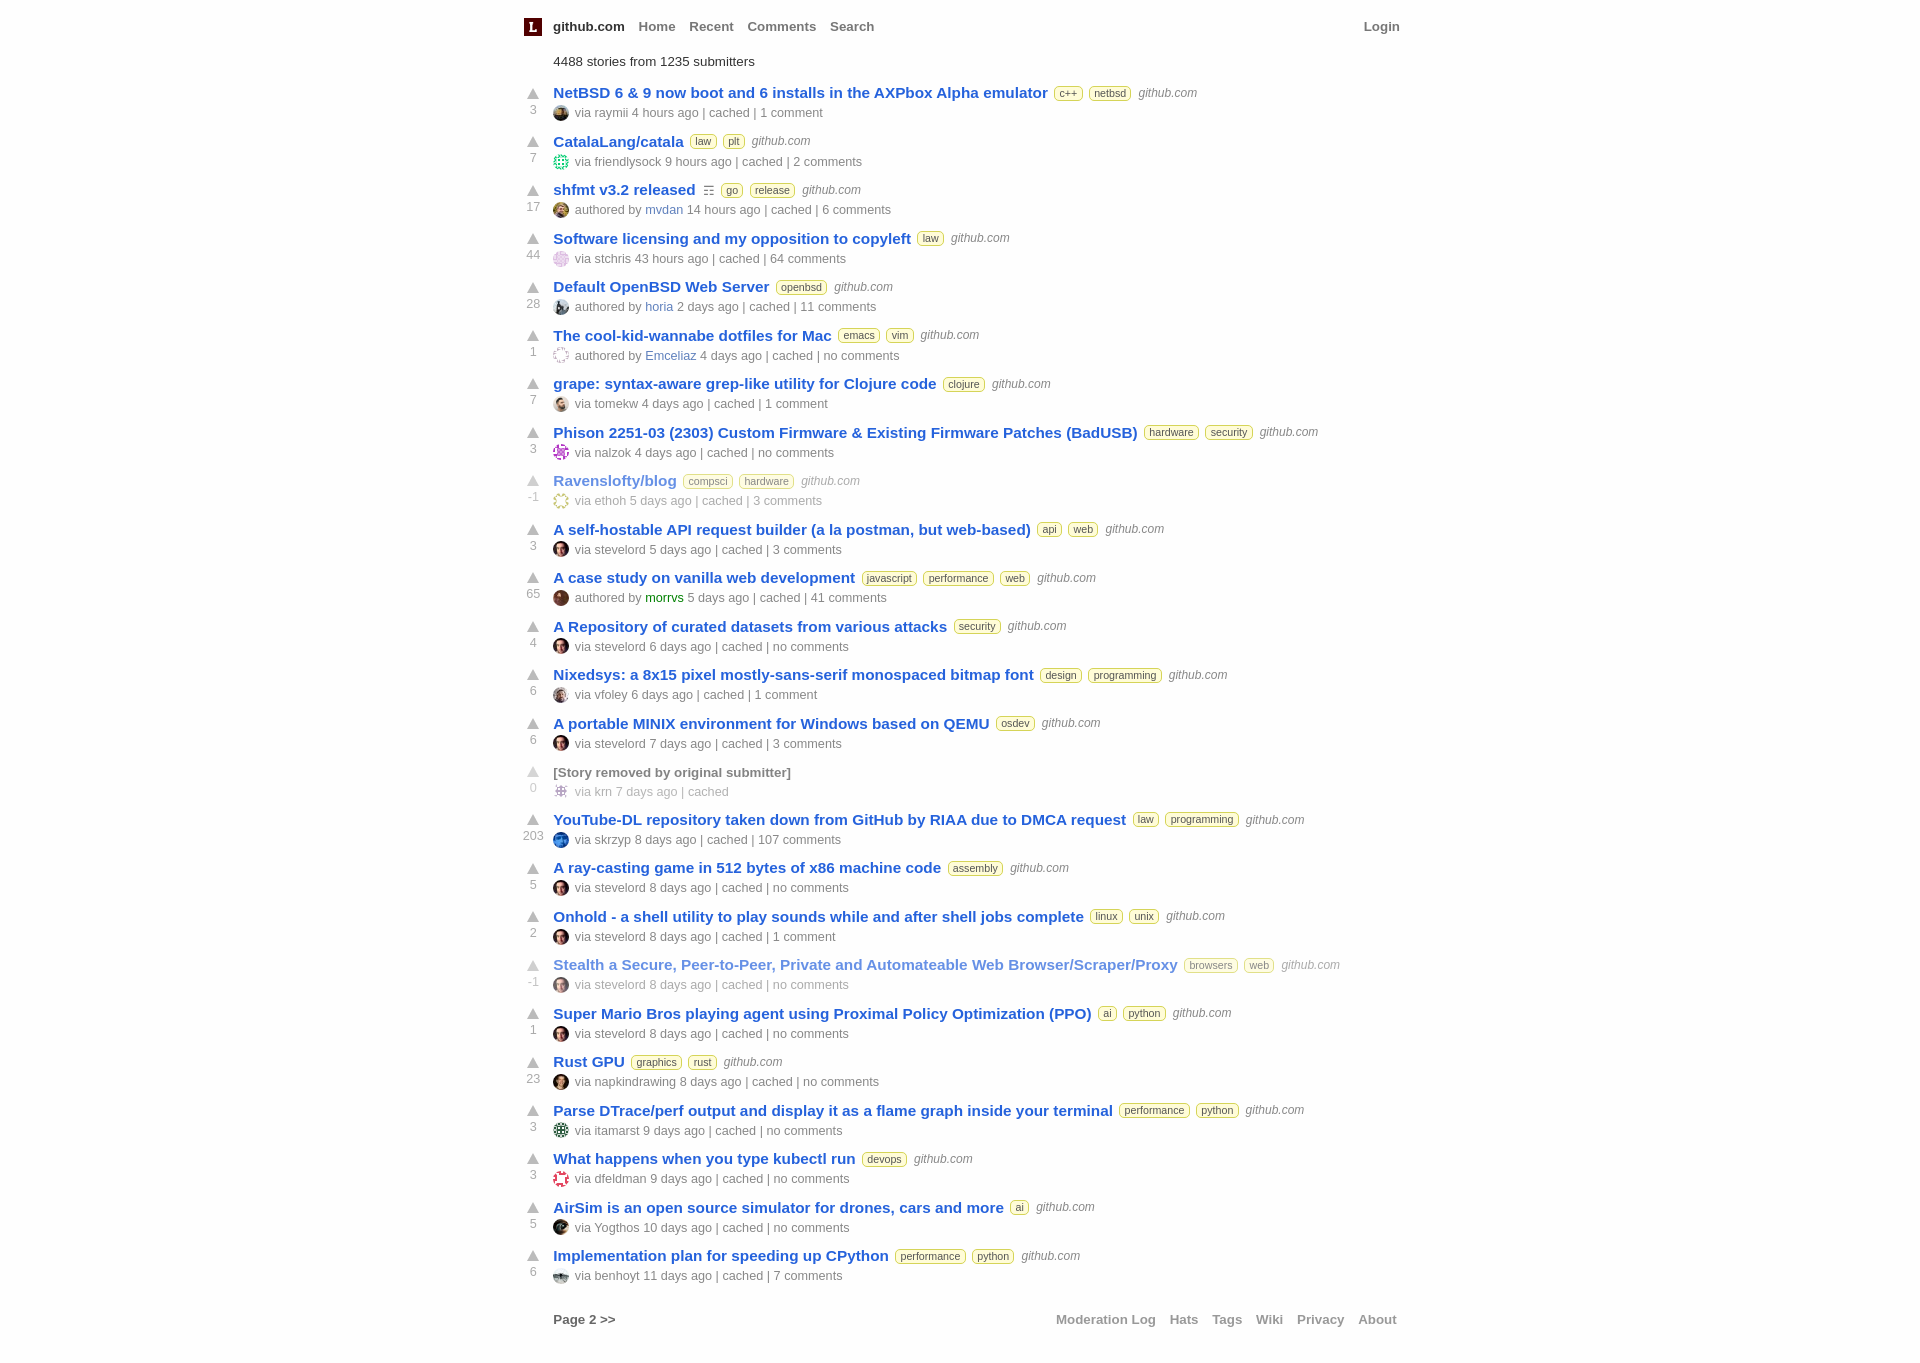 L github.com Home Recent Comments Search Login
4488 stories from 1235 submitters
NetBSD 6 & 9 now boot and 6 installs in the AXPbox Alpha emulator c++ netbsd github.com
3 via raymii 4 hours ago | cached | 1 comment
CatalaLang/catala law plt github.com
7 via friendlysock 9 hours ago | cached | 2 comments
shfmt v3.2 released ☶ go release github.com
17 authored by mvdan 14 hours ago | cached | 6 comments
Software licensing and my opposition to copyleft law github.com
44 via stchris 43 hours ago | cached | 64 comments
Default OpenBSD Web Server openbsd github.com
28 authored by horia 2 days ago | cached | 11 comments
The cool-kid-wannabe dotfiles for Mac emacs vim github.com
1 authored by Emceliaz 4 days ago | cached | no comments
grape: syntax-aware grep-like utility for Clojure code clojure github.com
7 via tomekw 4 days ago | cached | 1 comment
Phison 2251-03 (2303) Custom Firmware & Existing Firmware Patches (BadUSB) hardware security github.com
3 via nalzok 4 days ago | cached | no comments
Ravenslofty/blog compsci hardware github.com
-1 via ethoh 5 days ago | cached | 3 comments
A self-hostable API request builder (a la postman, but web-based) api web github.com
3 via stevelord 5 days ago | cached | 3 comments
A case study on vanilla web development javascript performance web github.com
65 authored by morrvs 5 days ago | cached | 41 comments
A Repository of curated datasets from various attacks security github.com
4 via stevelord 6 days ago | cached | no comments
Nixedsys: a 8x15 pixel mostly-sans-serif monospaced bitmap font design programming github.com
6 via vfoley 6 days ago | cached | 1 comment
A portable MINIX environment for Windows based on QEMU osdev github.com
6 via stevelord 7 days ago | cached | 3 comments
[Story removed by original submitter]
0 via krn 7 days ago | cached
YouTube-DL repository taken down from GitHub by RIAA due to DMCA request law programming github.com
203 via skrzyp 8 days ago | cached | 107 comments
A ray-casting game in 512 bytes of x86 machine code assembly github.com
5 via stevelord 8 days ago | cached | no comments
Onhold - a shell utility to play sounds while and after shell jobs complete linux unix github.com
2 via stevelord 8 days ago | cached | 1 comment
Stealth a Secure, Peer-to-Peer, Private and Automateable Web Browser/Scraper/Proxy browsers web github.com
-1 via stevelord 8 days ago | cached | no comments
Super Mario Bros playing agent using Proximal Policy Optimization (PPO) ai python github.com
1 via stevelord 8 days ago | cached | no comments
Rust GPU graphics rust github.com
23 via napkindrawing 8 days ago | cached | no comments
Parse DTrace/perf output and display it as a flame graph inside your terminal performance python github.com
3 via itamarst 9 days ago | cached | no comments
What happens when you type kubectl run devops github.com
3 via dfeldman 9 days ago | cached | no comments
AirSim is an open source simulator for drones, cars and more ai github.com
5 via Yogthos 10 days ago | cached | no comments
Implementation plan for speeding up CPython performance python github.com
6 via benhoyt 11 days ago | cached | 7 comments
Page 2 >> Moderation Log Hats Tags Wiki Privacy About